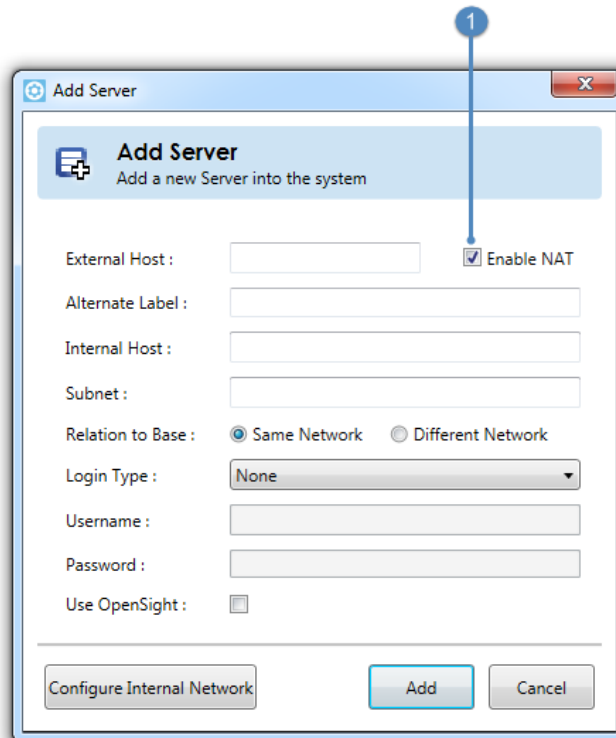 1
Add Server
Add Server
Add a new Server into the system
External Host :
Enable NAT
Alternate Label :
Internal Host :
Subnet :
Relation to Base : Same Network Different Network
Login Type : None
Username :
Password :
Use OpenSight :
Configure Internal Network Add Cancel